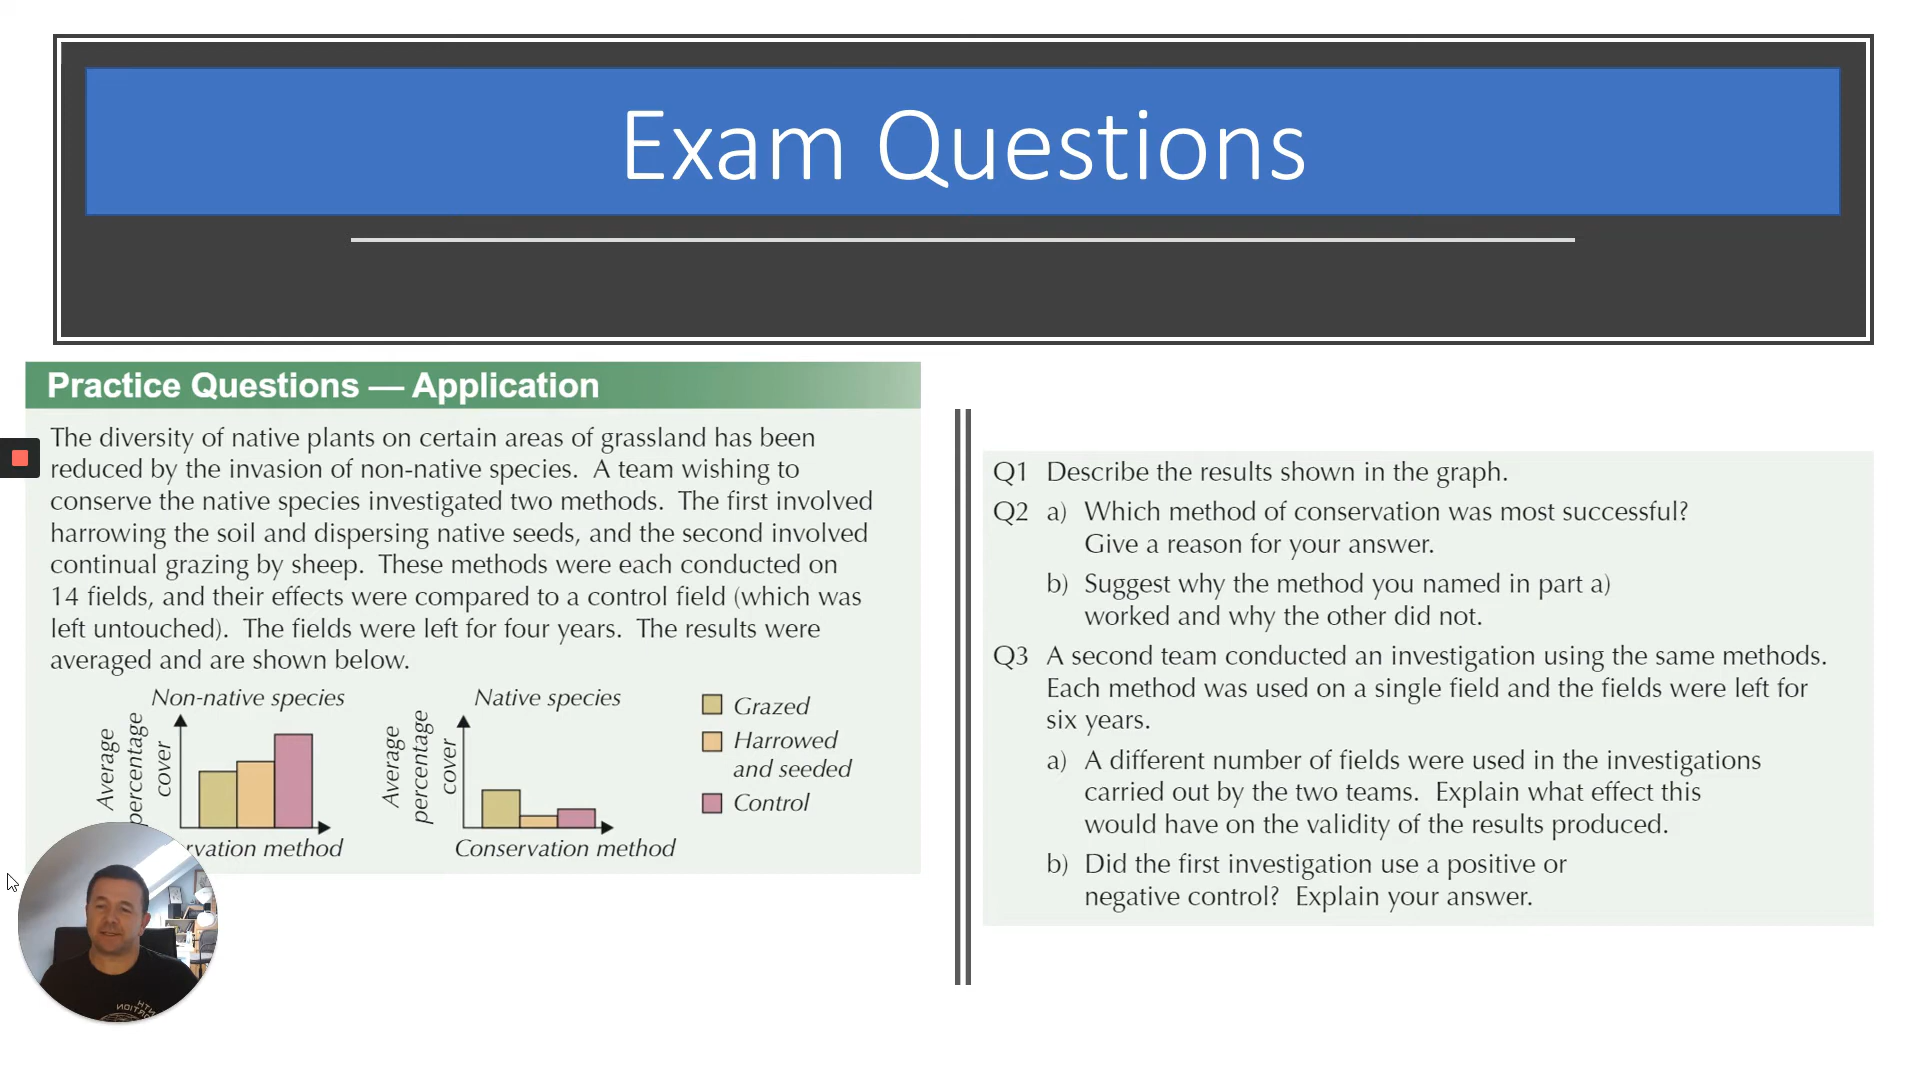 Exam Questions
Practice Questions — Application
The diversity of native plants on certain areas of grassland has been
reduced by the invasion of non-native species. A team wishing to
conserve the native species investigated two methods. The first involved
harrowing the soil and dispersing native seeds, and the second involved
continual grazing by sheep. These methods were each conducted on
14 fields, and their effects were compared to a control field (which was
left untouched). The fields were left for four years. The results were
averaged and are shown below.
Non-native species
Average
percentage
cover
rvation method
Native species
Average
percentage
cover
Conservation method
Grazed
Harrowed
and seeded
Control
Q1 Describe the results shown in the graph.
Q2 a) Which method of conservation was most successful?
Give a reason for your answer.
b) Suggest why the method you named in part a)
worked and why the other did not.
Q3 A second team conducted an investigation using the same methods.
Each method was used on a single field and the fields were left for
six years.
a) A different number of fields were used in the investigations
carried out by the two teams. Explain what effect this
would have on the validity of the results produced.
b) Did the first investigation use a positive or
negative control? Explain your answer.